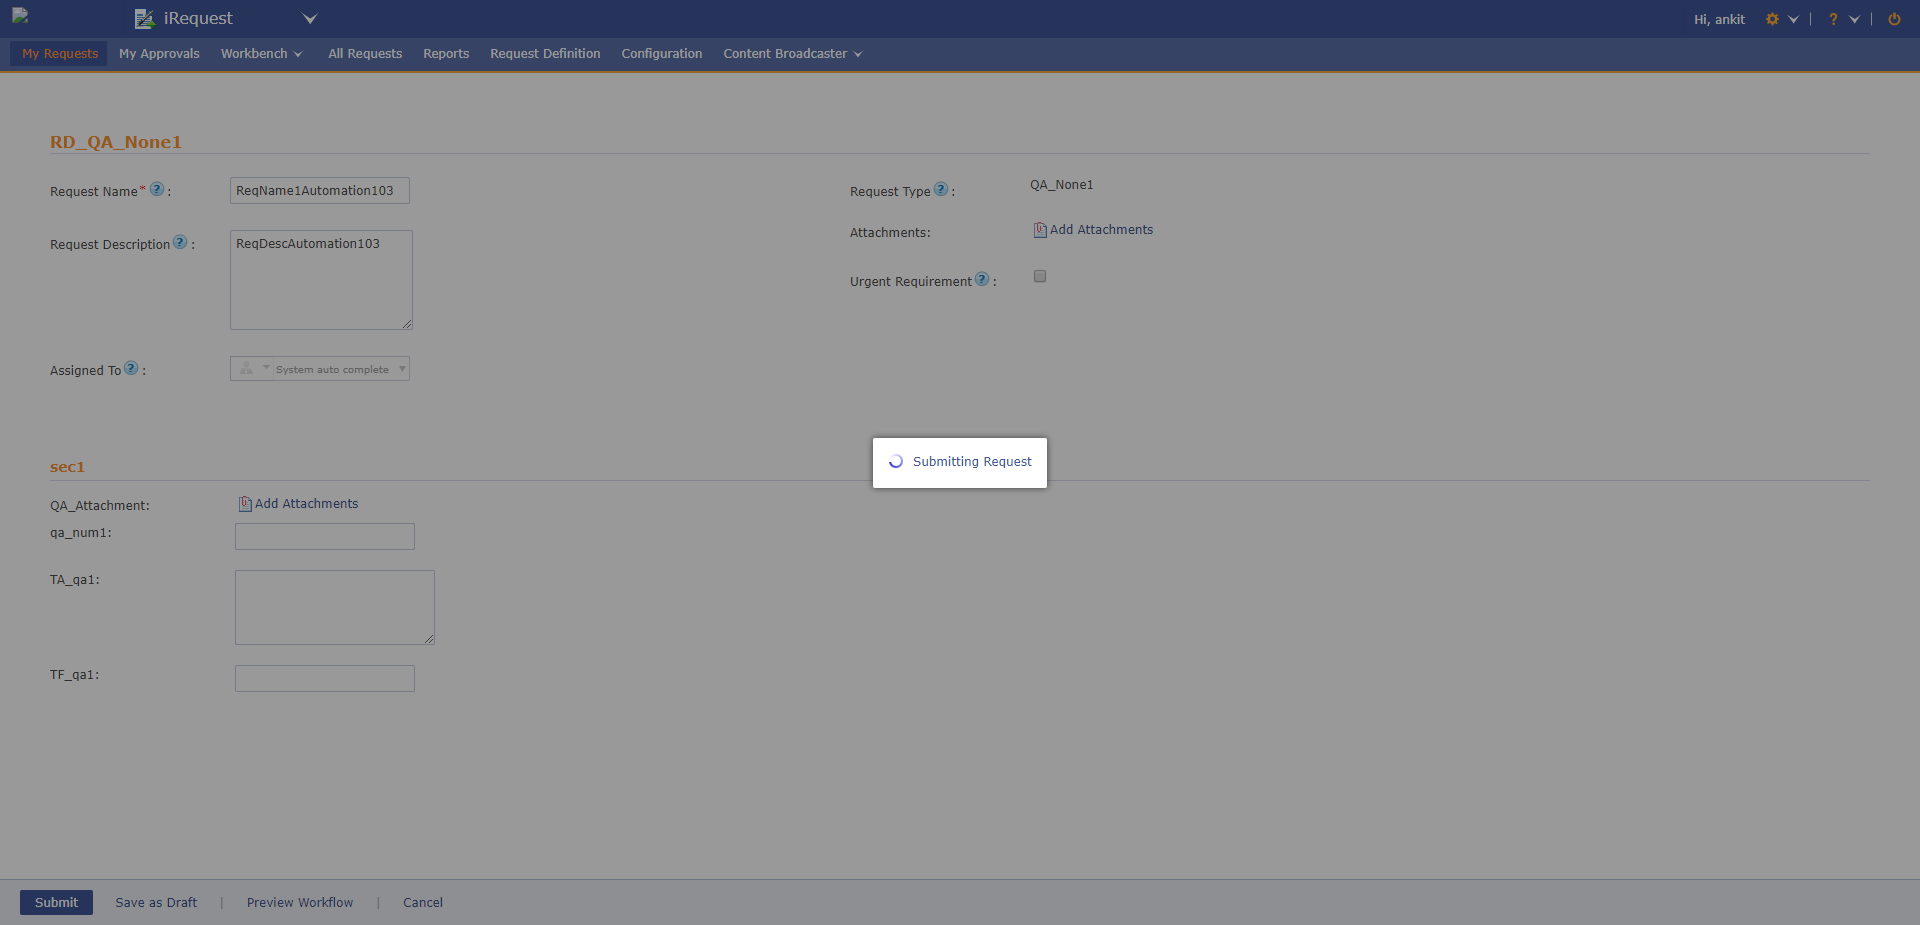 iRequest
Hi, ankit
?
My Requests My Approvals Workbench All Requests Reports Request Definition Configuration Content Broadcaster
RD_QA_None1
Request Name* ? : ReqName1Automation103
Request Type ? : QA_None1
Request Description ? : ReqDescAutomation103
Attachments: Add Attachments
Urgent Requirement ? :
Assigned To ? : System auto complete
Submitting Request
sec1
QA_Attachment: Add Attachments
qa_num1:
TA_qa1:
TF_qa1:
Submit Save as Draft | Preview Workflow | Cancel